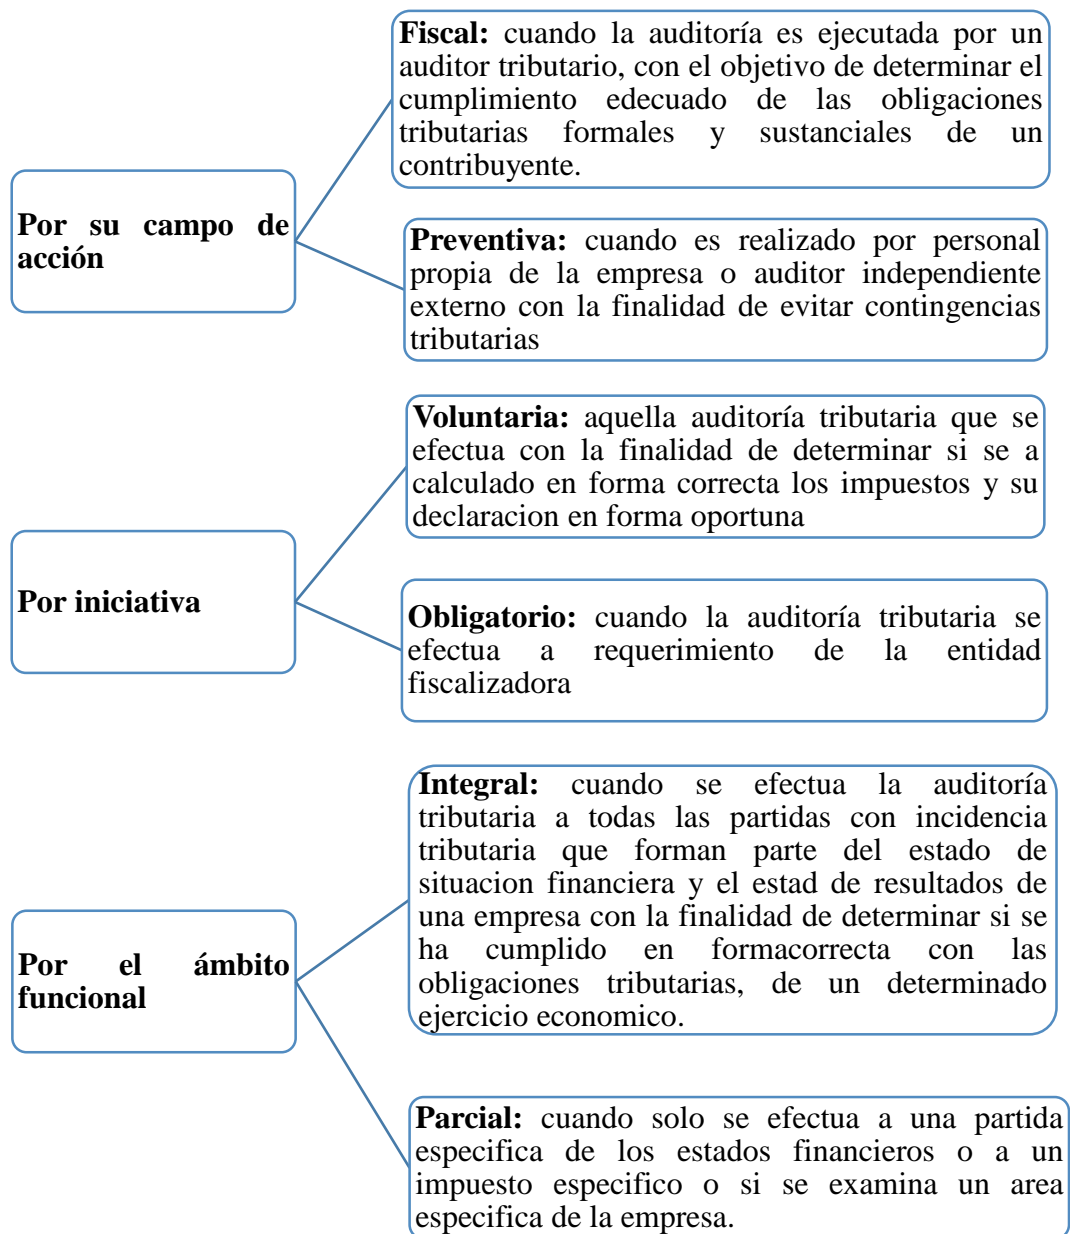 Fiscal: cuando la auditoría es ejecutada por un
auditor tributario, con el objetivo de determinar el
cumplimiento edecuado de las obligaciones
tributarias formales y sustanciales de un
contribuyente.
Por su campo de
acción
Preventiva: cuando es realizado por personal
propia de la empresa o auditor independiente
externo con la finalidad de evitar contingencias
tributarias
Voluntaria: aquella auditoría tributaria que se
efectua con la finalidad de determinar si se a
calculado en forma correcta los impuestos y su
declaracion en forma oportuna
Por iniciativa
Obligatorio: cuando la auditoría tributaria se
efectua a requerimiento de la entidad
fiscalizadora
Integral: cuando se efectua la auditoría
tributaria a todas las partidas con incidencia
tributaria que forman parte del estado de
situacion financiera y el estad de resultados de
una empresa con la finalidad de determinar si se
ha cumplido en formacorrecta con las
obligaciones tributarias, de un determinado
ejercicio economico.
Por el ámbito
funcional
Parcial: cuando solo se efectua a una partida
especifica de los estados financieros o a un
impuesto especifico o si se examina un area
especifica de la empresa.